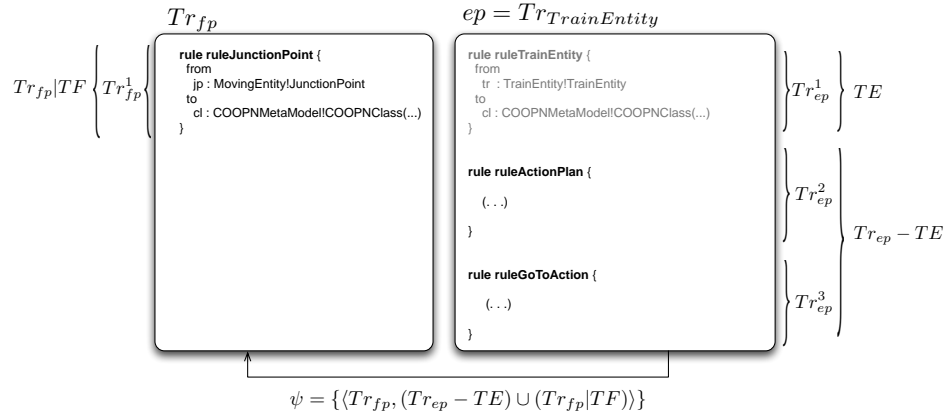 Tr_{fp}
ep = Tr_{TrainEntity}
Tr_{fp}|TF
Tr^1_{fp}
rule ruleJunctionPoint {
from
jp : MovingEntity!JunctionPoint
to
cl : COOPNMetaModel!COOPNClass(...)
}
rule ruleTrainEntity {
from
tr : TrainEntity!TrainEntity
to
cl : COOPNMetaModel!COOPNClass(...)
}
Tr^1_{ep}
TE
rule ruleActionPlan {
(. . .)
}
Tr^2_{ep}
Tr_{ep} − TE
rule ruleGoToAction {
(. . .)
}
Tr^3_{ep}
ψ = {⟨Tr_{fp}, (Tr_{ep} − TE) ∪ (Tr_{fp}|TF)⟩}